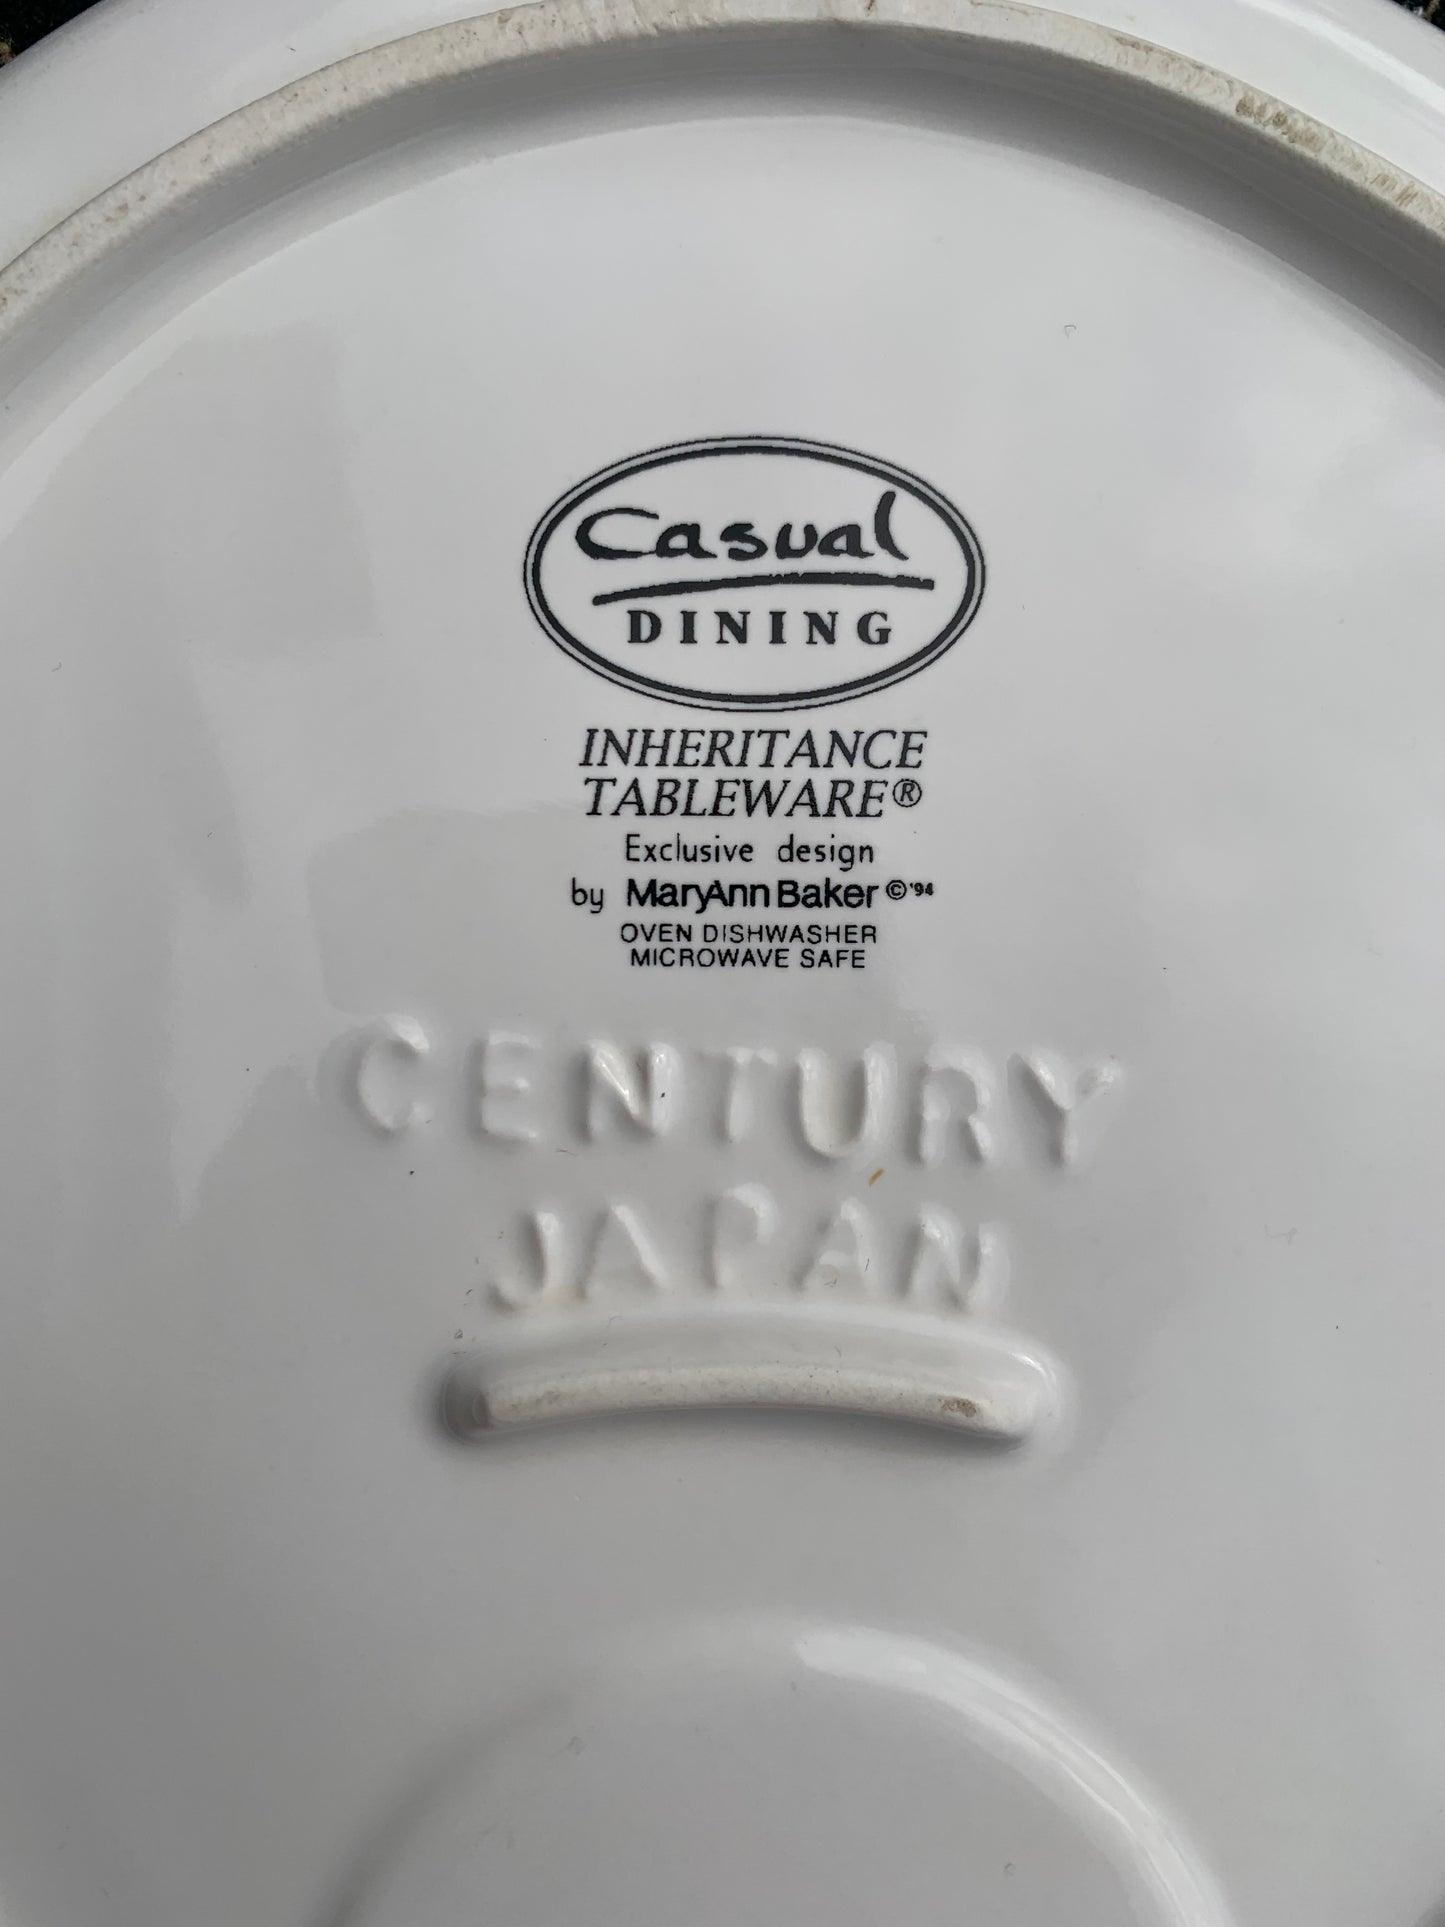 Casual
DINING
INHERITANCE
TABLEWARE®
Exclusive design
by MaryAnn Baker © '94
OVEN DISHWASHER
MICROWAVE SAFE
CENTURY
JAPAN